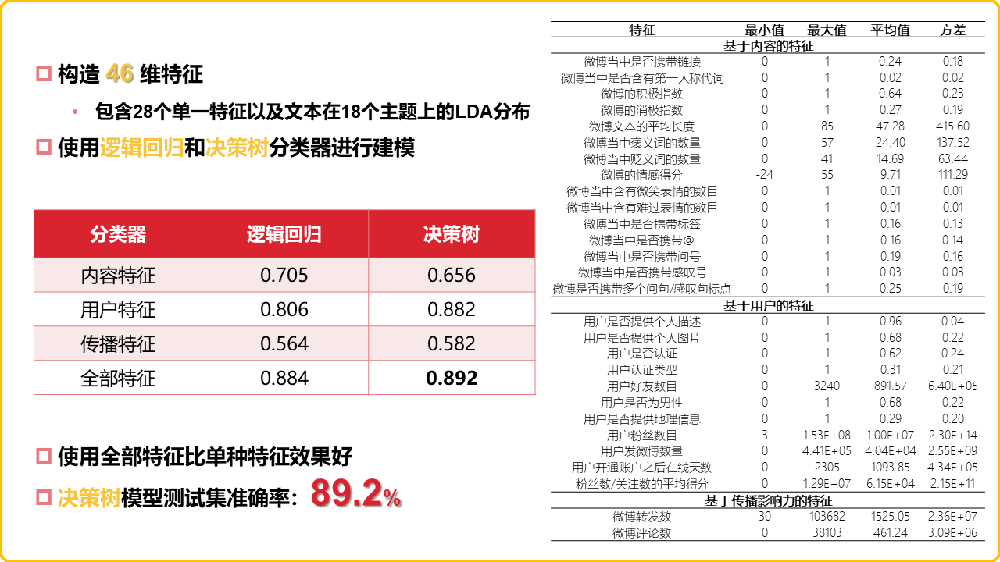 构造 46 维特征
• 包含28个单一特征以及文本在18个主题上的LDA分布
使用逻辑回归和决策树分类器进行建模
分类器 逻辑回归 决策树
内容特征 0.705 0.656
用户特征 0.806 0.882
传播特征 0.564 0.582
全部特征 0.884 0.892
使用全部特征比单种特征效果好
决策树模型测试集准确率：89.2%
特征 最小值 最大值 平均值 方差
基于内容的特征
微博当中是否携带链接 0 1 0.24 0.18
微博当中是否含有第一人称代词 0 1 0.02 0.02
微博的积极指数 0 1 0.64 0.23
微博的消极指数 0 1 0.27 0.19
微博文本的平均长度 0 85 47.28 415.60
微博当中褒义词的数量 0 57 24.40 137.52
微博当中贬义词的数量 0 41 14.69 63.44
微博的情感得分 -24 55 9.71 111.29
微博当中含有微笑表情的数目 0 1 0.01 0.01
微博当中含有难过表情的数目 0 1 0.01 0.01
微博当中是否携带标签 0 1 0.16 0.13
微博当中是否携带@ 0 1 0.16 0.14
微博当中是否携带问号 0 1 0.19 0.16
微博当中是否携带感叹号 0 1 0.03 0.03
微博是否携带多个问句/感叹句标点 0 1 0.25 0.19
基于用户的特征
用户是否提供个人描述 0 1 0.96 0.04
用户是否提供个人图片 0 1 0.68 0.22
用户是否认证 0 1 0.62 0.24
用户认证类型 0 1 0.31 0.21
用户好友数目 0 3240 891.57 6.40E+05
用户是否为男性 0 1 0.68 0.22
用户是否提供地理信息 0 1 0.29 0.20
用户粉丝数目 3 1.53E+08 1.00E+07 2.30E+14
用户发微博数量 0 4.41E+05 4.04E+04 2.55E+09
用户开通账户之后在线天数 0 2305 1093.85 4.34E+05
粉丝数/关注数的平均得分 0 1.29E+07 6.15E+04 2.15E+11
基于传播影响力的特征
微博转发数 30 103682 1525.05 2.36E+07
微博评论数 0 38103 461.24 3.09E+06